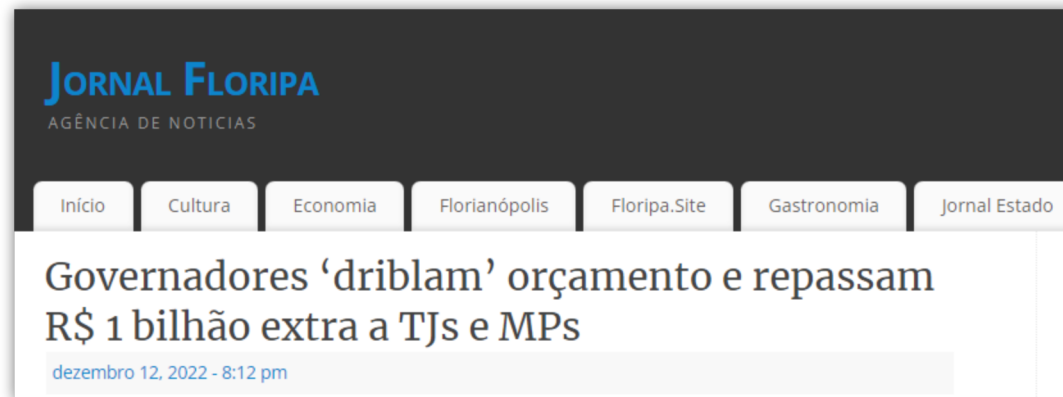 Jornal Floripa
AGÊNCIA DE NOTICIAS
Início Cultura Economia Florianópolis Floripa.Site Gastronomia Jornal Estado
Governadores ‘driblam’ orçamento e repassam
R$ 1 bilhão extra a TJs e MPs
dezembro 12, 2022 - 8:12 pm